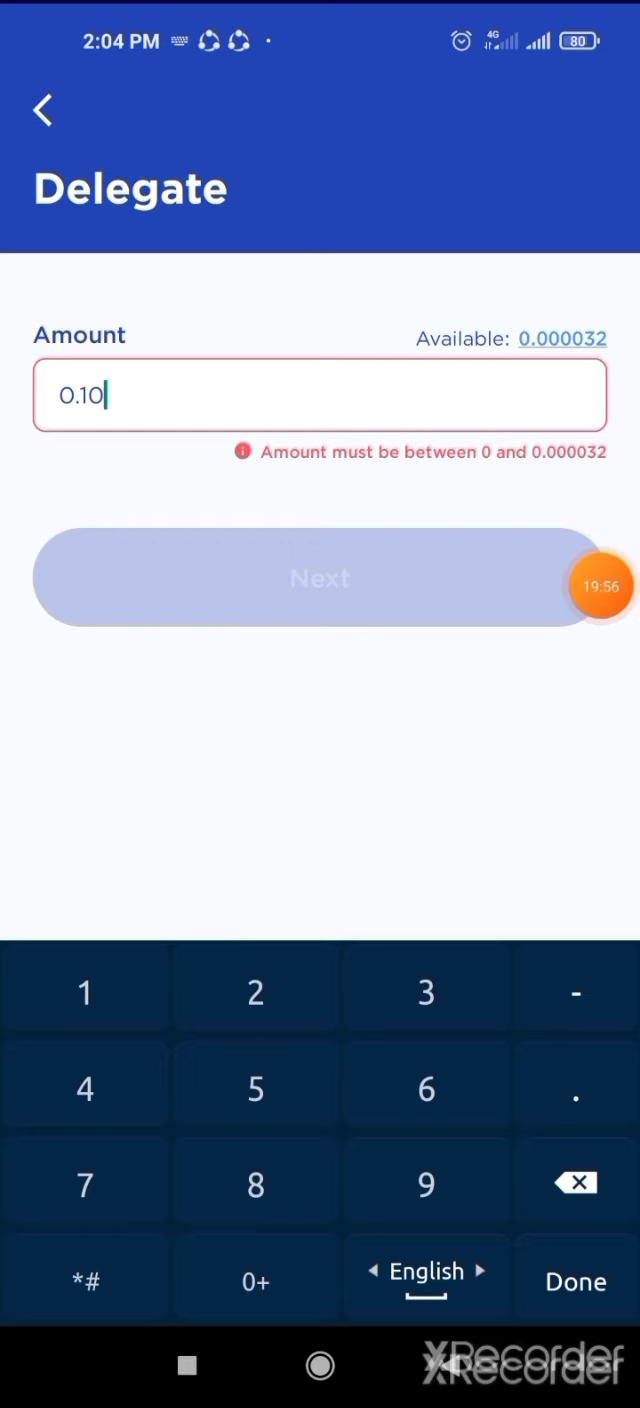 2:04 PM 4G 80
Delegate
Amount Available: 0.000032
0.10
Amount must be between 0 and 0.000032
Next
19:56
1 2 3 -
4 5 6 .
7 8 9
*# 0+ English Done
XRecorder